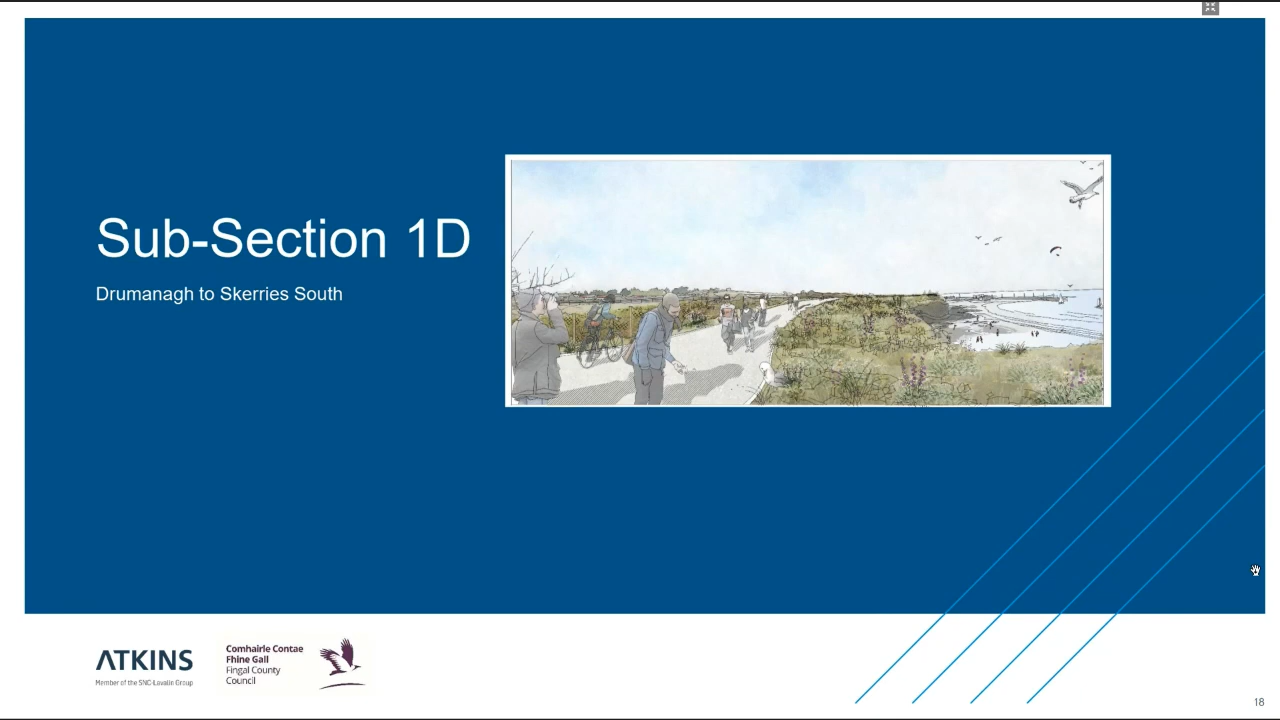 Sub-Section 1D
Drumanagh to Skerries South
ATKINS
Member of the SNC-Lavalin Group
Comhairle Contae
Fhine Gall
Fingal County
Council
18